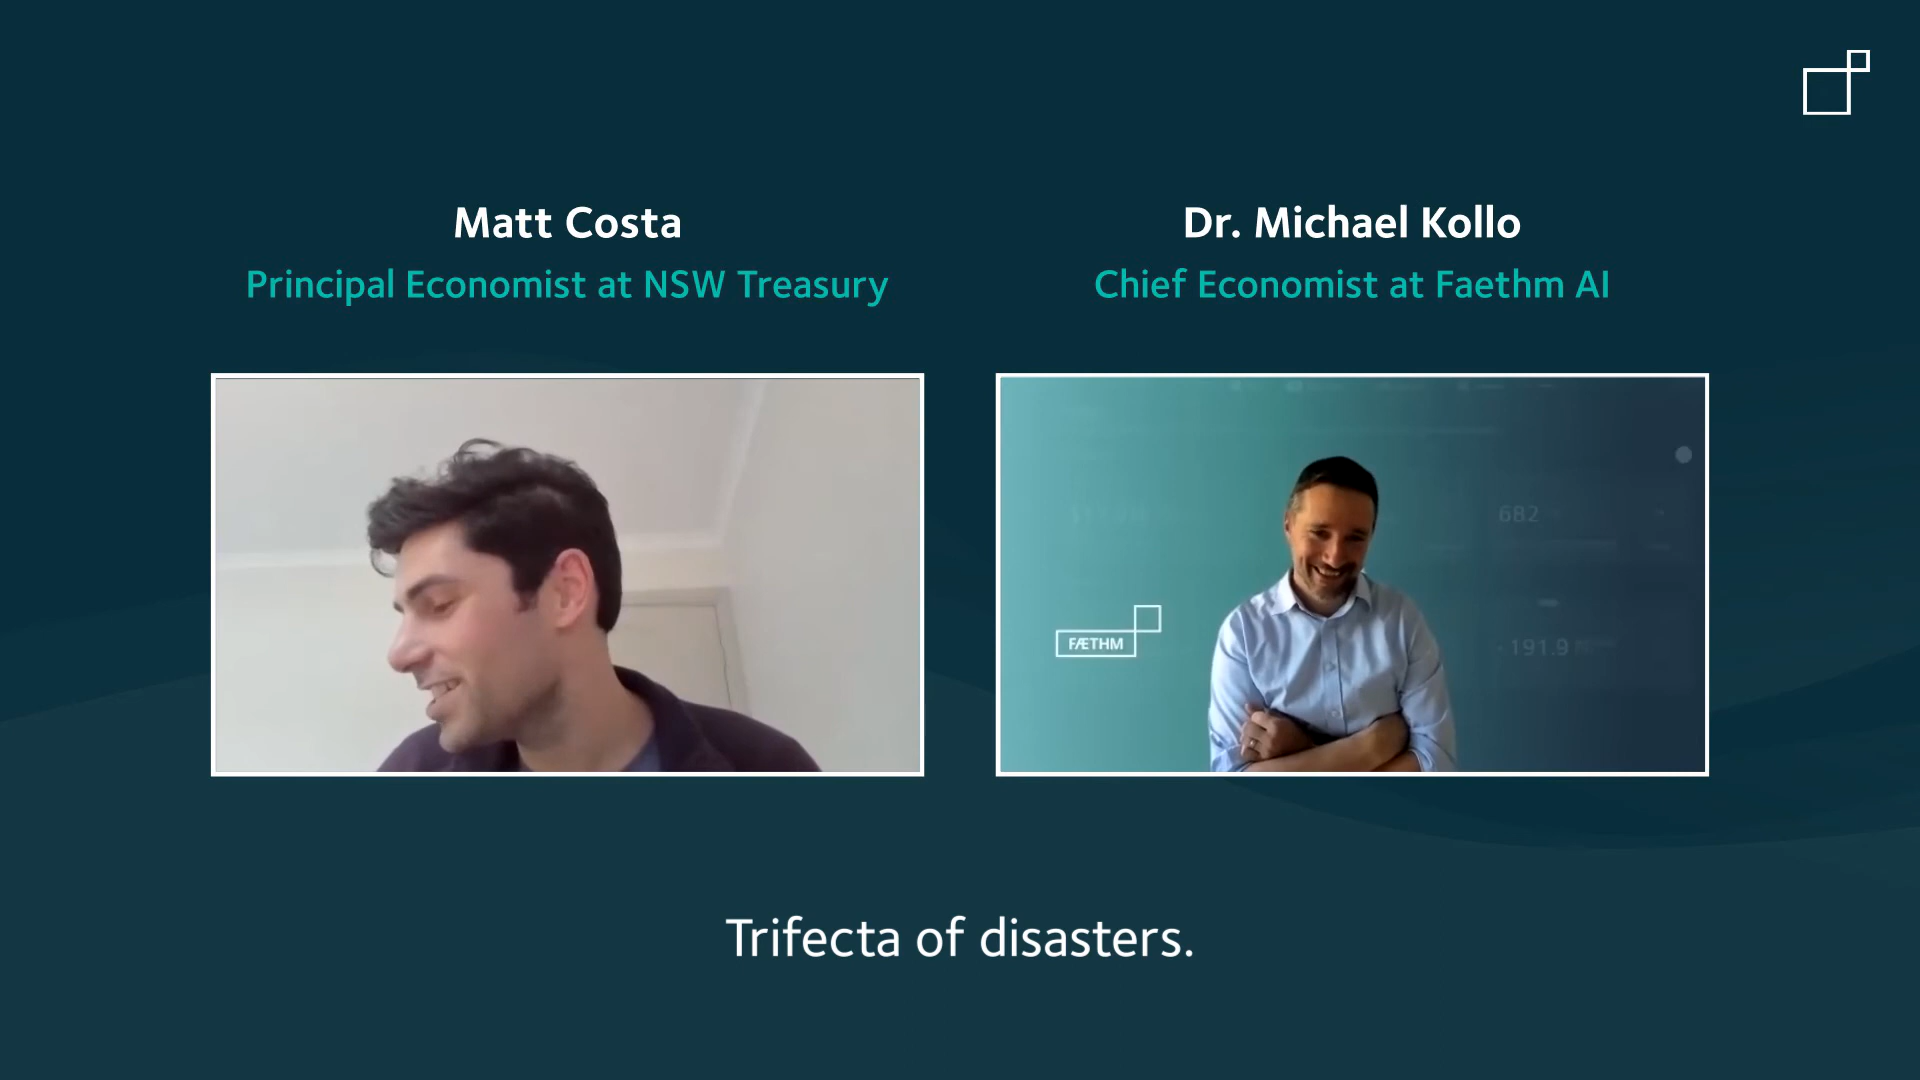 Matt Costa
Principal Economist at NSW Treasury
Dr. Michael Kollo
Chief Economist at Faethm AI
682
FÆTHM
191.9
Trifecta of disasters.